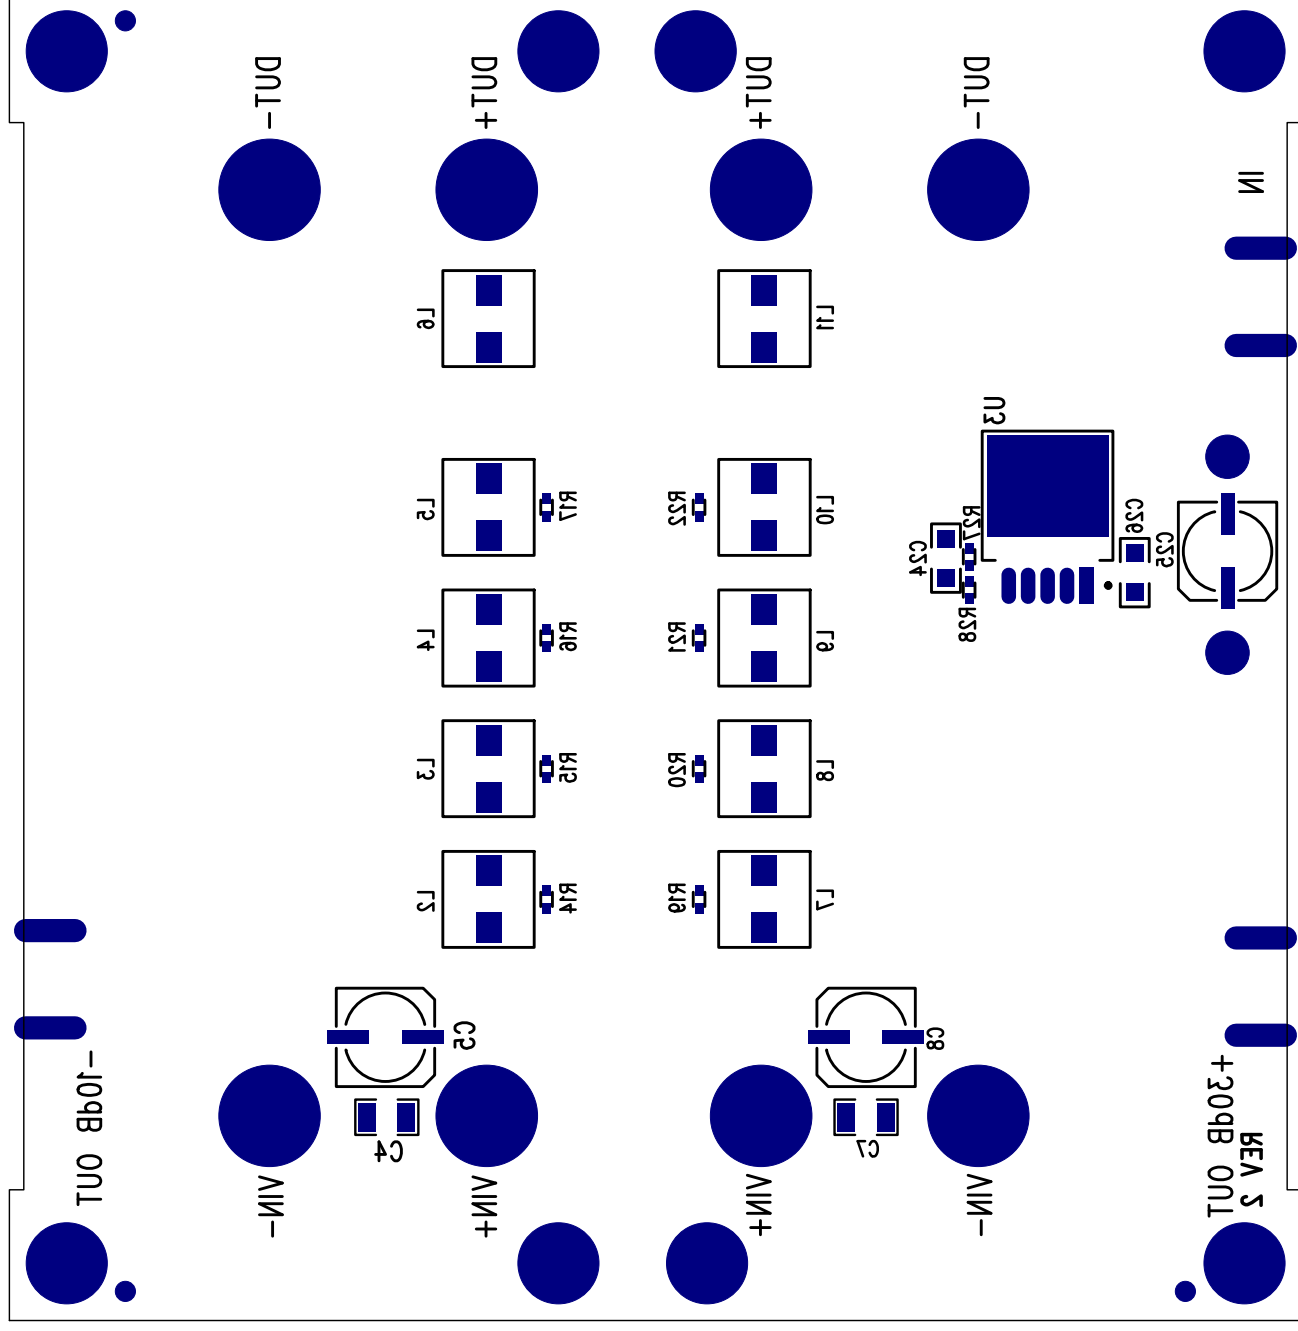 DUT-
DUT+
DUT+
DUT-
IN
L6
L11
U3
L5
R17
R22
L10
C24
R27
C26
C25
R28
L4
R16
R21
L9
L3
R15
R20
L8
L2
R14
R19
L7
C5
C8
-10dB OUT
C4
C7
+30dB OUT
REV 2
VIN-
VIN+
VIN+
VIN-